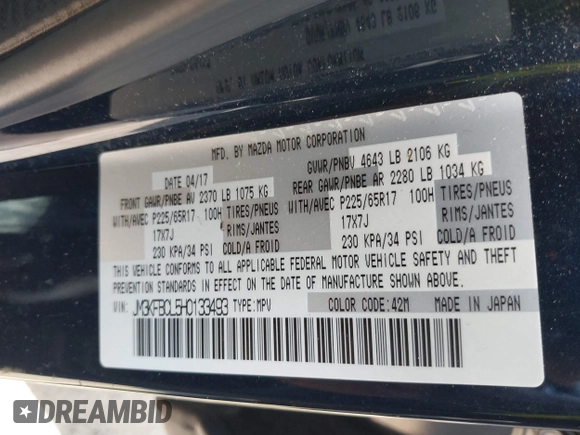 MFD. BY MAZDA MOTOR CORPORATION
DATE 04/17 GVWR/PNBV 4643 LB 2106 KG
FRONT GAWR/PNBE AV 2370 LB 1075 KG REAR GAWR/PNBE AR 2280 LB 1034 KG
WITH/AVEC P225/65R17 100H TIRES/PNEUS WITH/AVEC P225/65R17 100H TIRES/PNEUS
17X7J RIMS/JANTES 17X7J RIMS/JANTES
230 KPA/34 PSI COLD/A FROID 230 KPA/34 PSI COLD/A FROID
THIS VEHICLE CONFORMS TO ALL APPLICABLE FEDERAL MOTOR VEHICLE SAFETY AND THEFT
PREVENTION STANDARDS IN EFFECT ON THE DATE OF MANUFACTURE SHOWN ABOVE.
VIN: JM3KFBCL5H0133493 TYPE:MPV COLOR CODE:42M MADE IN JAPAN
DREAMBID